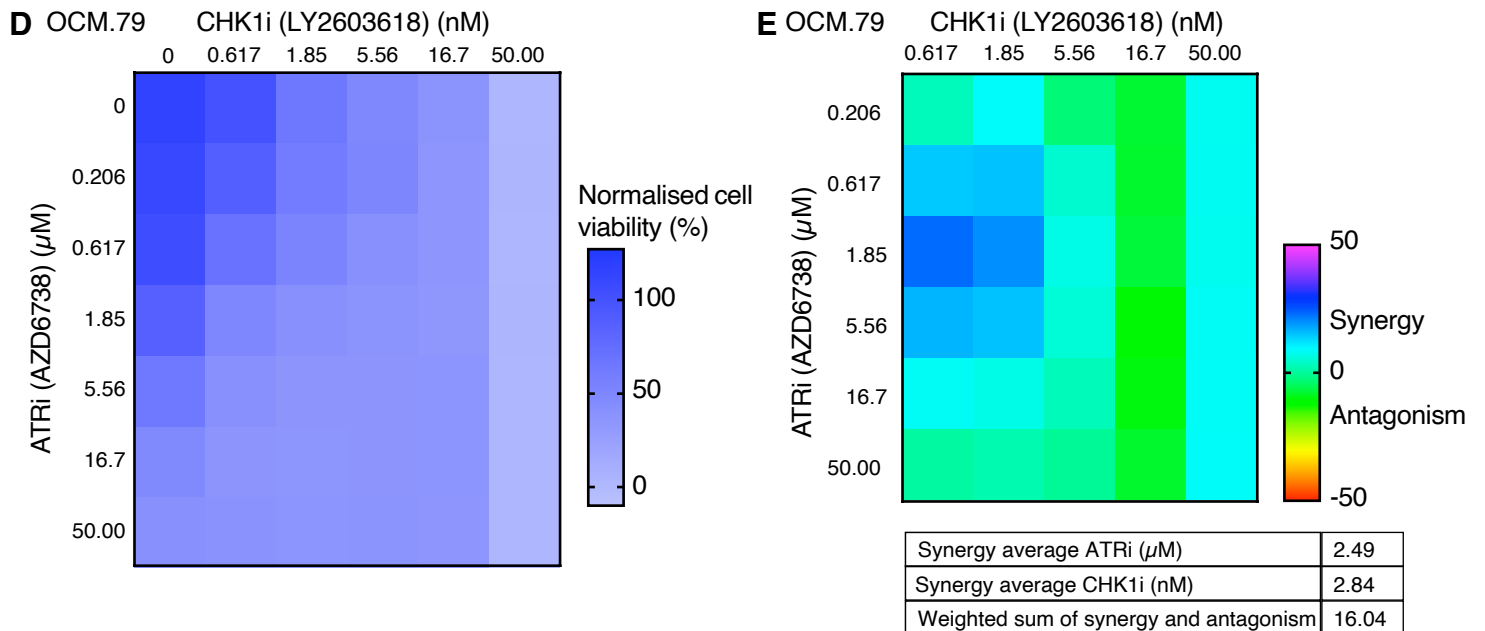 D OCM.79 CHK1i (LY2603618) (nM)
0 0.617 1.85 5.56 16.7 50.00
ATRi (AZD6738) (µM)
0
0.206
0.617
1.85
5.56
16.7
50.00
Normalised cell
viability (%)
100
50
0
E OCM.79 CHK1i (LY2603618) (nM)
0.617 1.85 5.56 16.7 50.00
ATRi (AZD6738) (µM)
0.206
0.617
1.85
5.56
16.7
50.00
50
Synergy
0
Antagonism
-50
Synergy average ATRi (µM) 2.49
Synergy average CHK1i (nM) 2.84
Weighted sum of synergy and antagonism 16.04